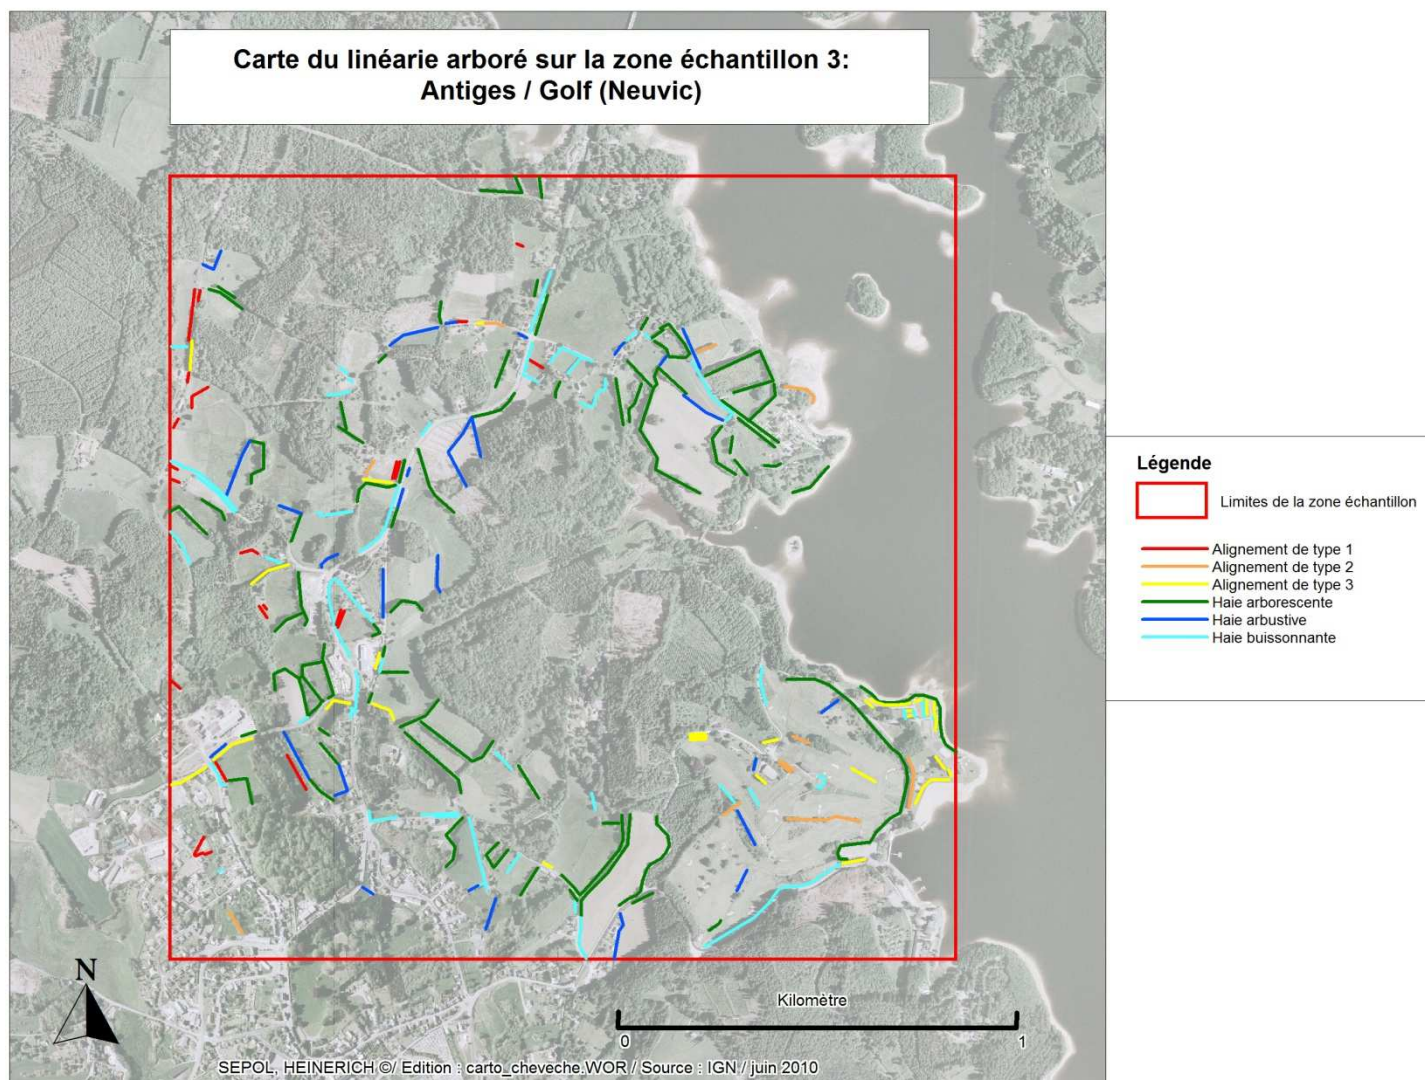 Carte du linéarie arboré sur la zone échantillon 3:
Antiges / Golf (Neuvic)
Légende
Limites de la zone échantillon
Alignement de type 1
Alignement de type 2
Alignement de type 3
Haie arborescente
Haie arbustive
Haie buissonnante
N
Kilomètre
0 1
SEPOL, HEINERICH ©/ Edition : carto_cheveche.WOR / Source : IGN / juin 2010